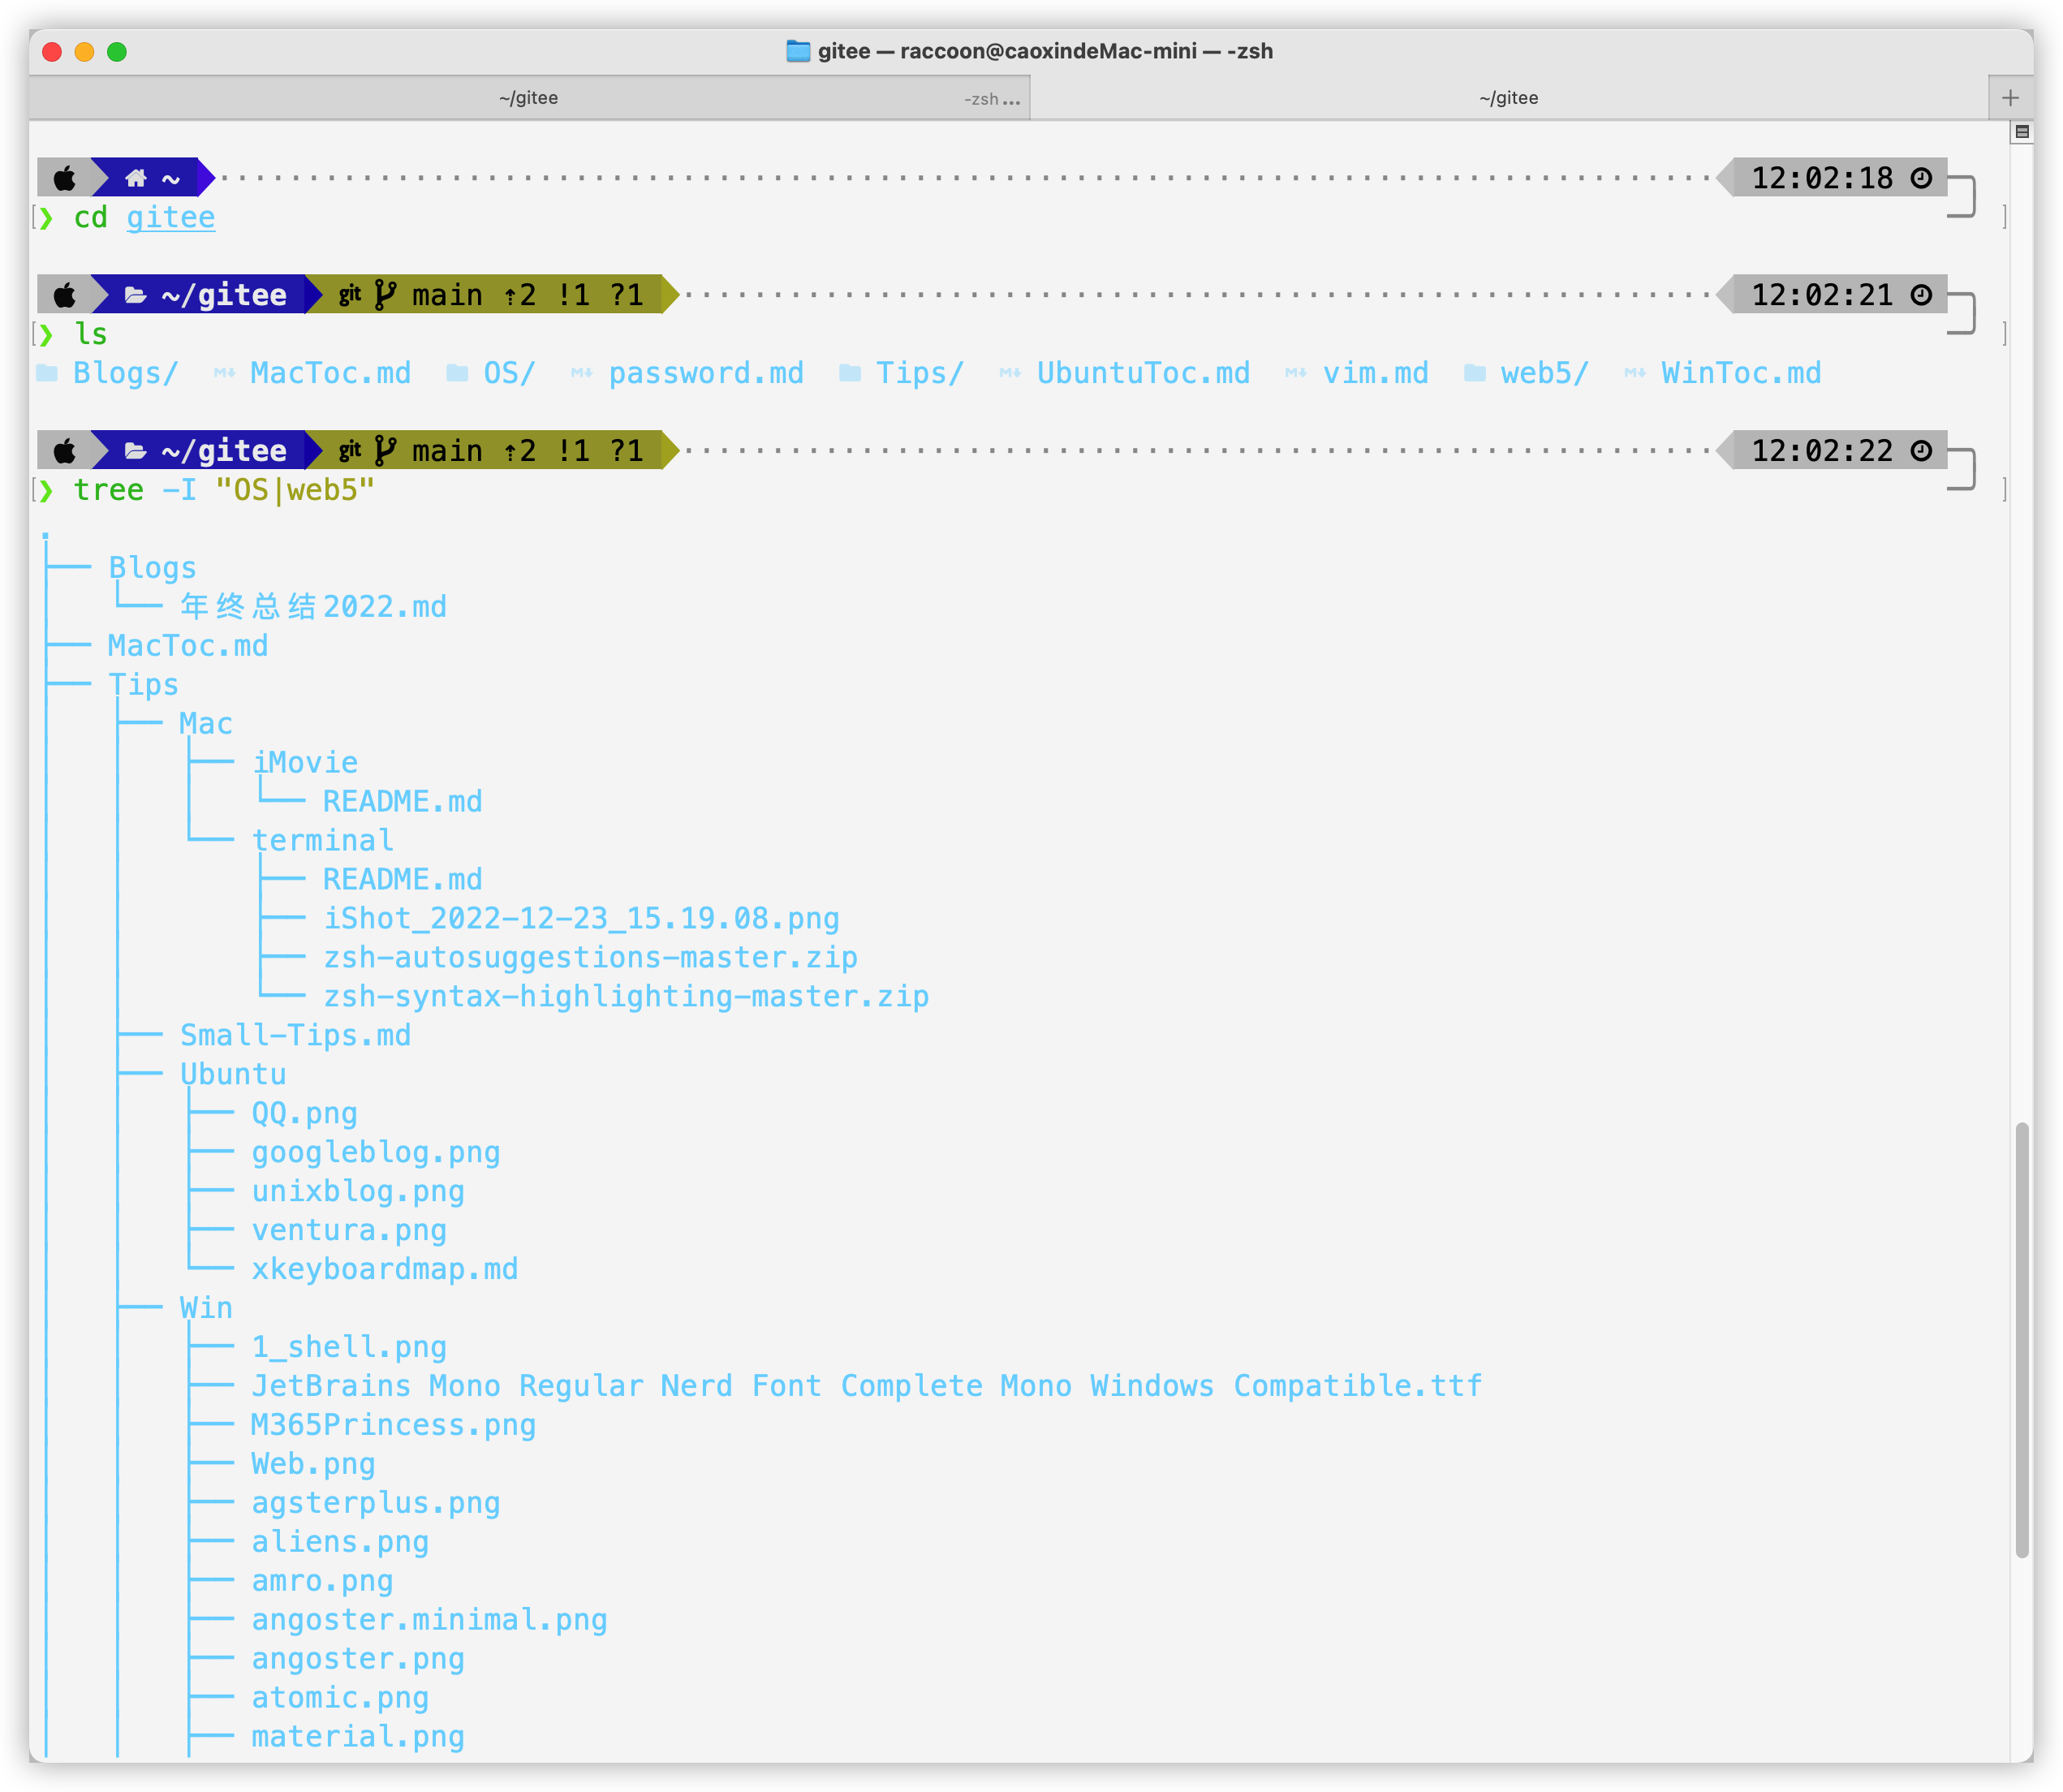 gitee — raccoon@caoxindeMac-mini — -zsh
~/gitee -zsh ... ~/gitee +
~ 12:02:18
[❯ cd gitee ]
~/gitee git main ⇡2 !1 ?1 12:02:21
[❯ ls ]
Blogs/ MacToc.md OS/ password.md Tips/ UbuntuToc.md vim.md web5/ WinToc.md
~/gitee git main ⇡2 !1 ?1 12:02:22
[❯ tree -I "OS|web5" ]
.
├── Blogs
│   └── 年终总结2022.md
├── MacToc.md
├── Tips
│   ├── Mac
│   │   ├── iMovie
│   │   │   └── README.md
│   │   └── terminal
│   │       ├── README.md
│   │       ├── iShot_2022-12-23_15.19.08.png
│   │       ├── zsh-autosuggestions-master.zip
│   │       └── zsh-syntax-highlighting-master.zip
│   ├── Small-Tips.md
│   ├── Ubuntu
│   │   ├── QQ.png
│   │   ├── googleblog.png
│   │   ├── unixblog.png
│   │   ├── ventura.png
│   │   └── xkeyboardmap.md
│   ├── Win
│   │   ├── 1_shell.png
│   │   ├── JetBrains Mono Regular Nerd Font Complete Mono Windows Compatible.ttf
│   │   ├── M365Princess.png
│   │   ├── Web.png
│   │   ├── agsterplus.png
│   │   ├── aliens.png
│   │   ├── amro.png
│   │   ├── angoster.minimal.png
│   │   ├── angoster.png
│   │   ├── atomic.png
│   │   ├── material.png